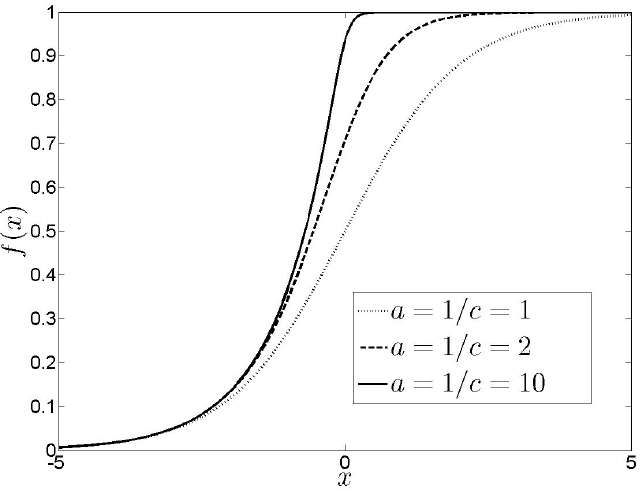 1
0.9
0.8
0.7
0.6
0.5
0.4
0.3
0.2
0.1
0
f(x)
a = 1/c = 1
a = 1/c = 2
a = 1/c = 10
-5 0 5
x